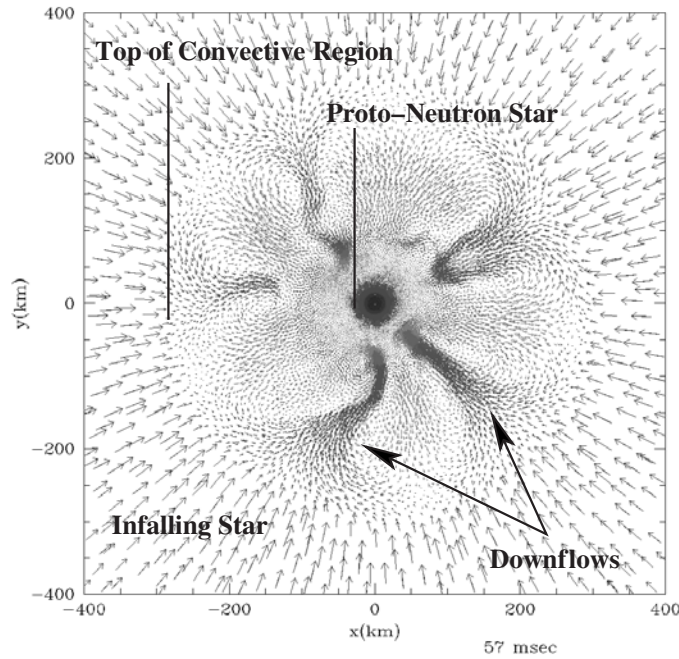 400
Top of Convective Region
Proto-Neutron Star
200
y(km)
0
-200
Infalling Star
Downflows
-400
-400 -200 0 200 400
x(km)
57 msec